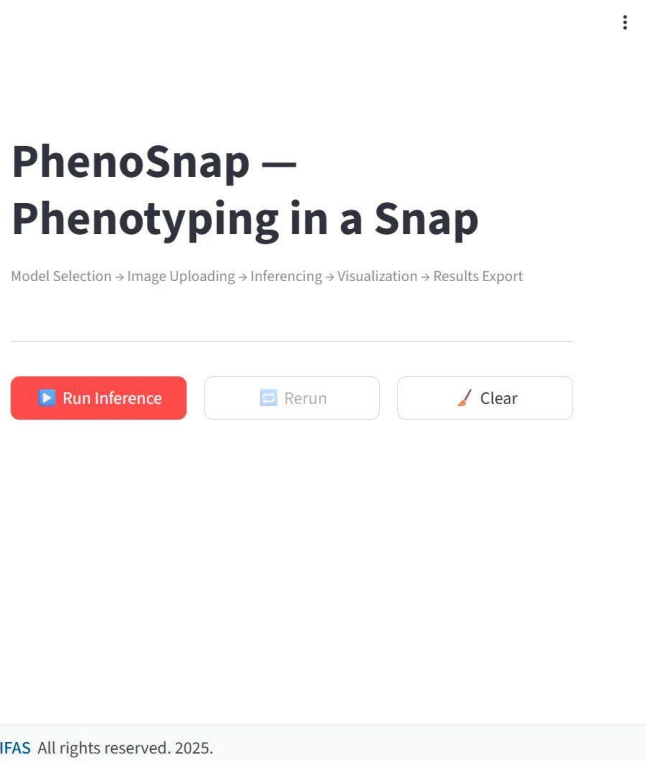 PhenoSnap —
Phenotyping in a Snap
Model Selection → Image Uploading → Inferencing → Visualization → Results Export
Run Inference
Rerun
Clear
IFAS All rights reserved. 2025.